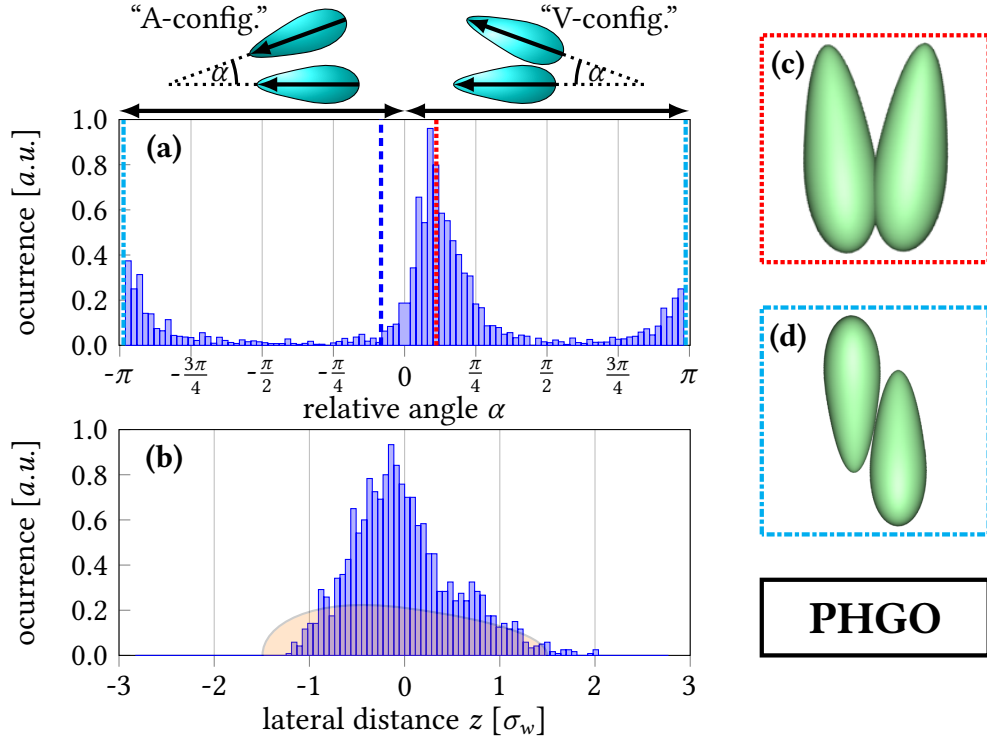 “A-config.” “V-config.”
α α
(a)
ocurrence [a.u.]
1.0
0.8
0.6
0.4
0.2
0.0
-π -3π/4 -π/2 -π/4 0 π/4 π/2 3π/4 π
relative angle α
(b)
ocurrence [a.u.]
1.0
0.8
0.6
0.4
0.2
0.0
-3 -2 -1 0 1 2 3
lateral distance z [σ_w]
(c)
(d)
PHGO